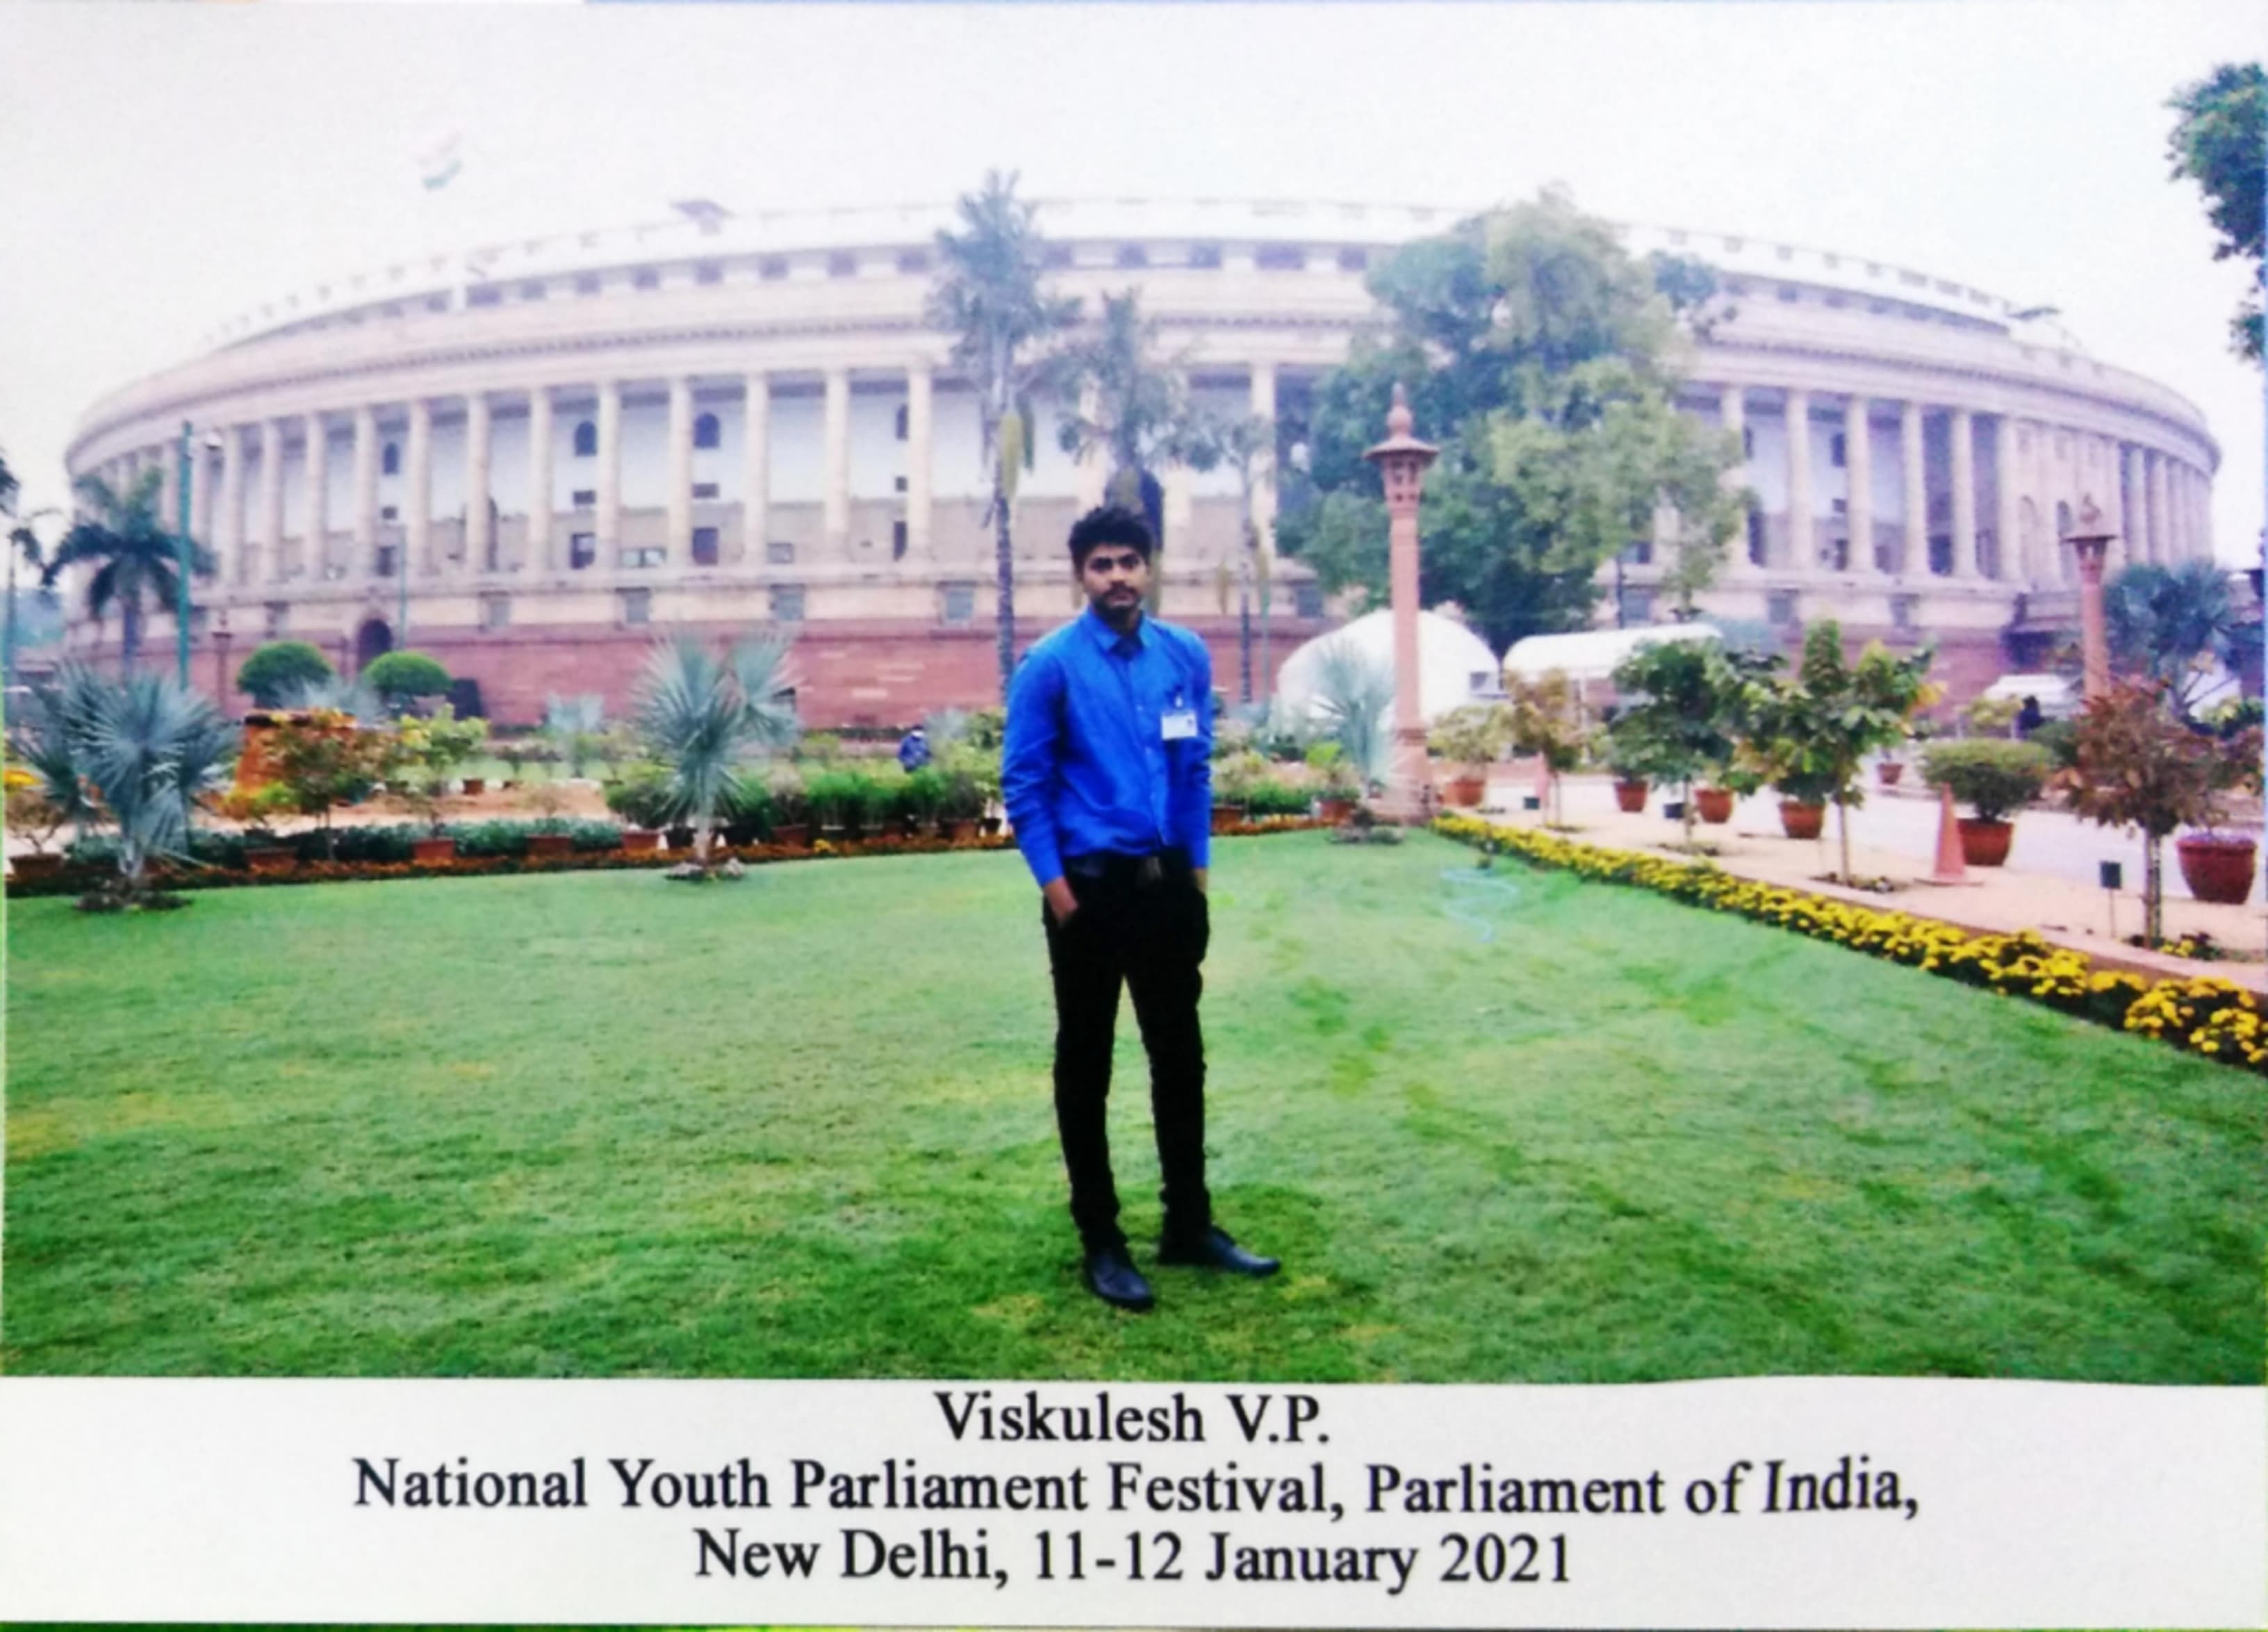 Viskulesh V.P.
National Youth Parliament Festival, Parliament of India,
New Delhi, 11-12 January 2021